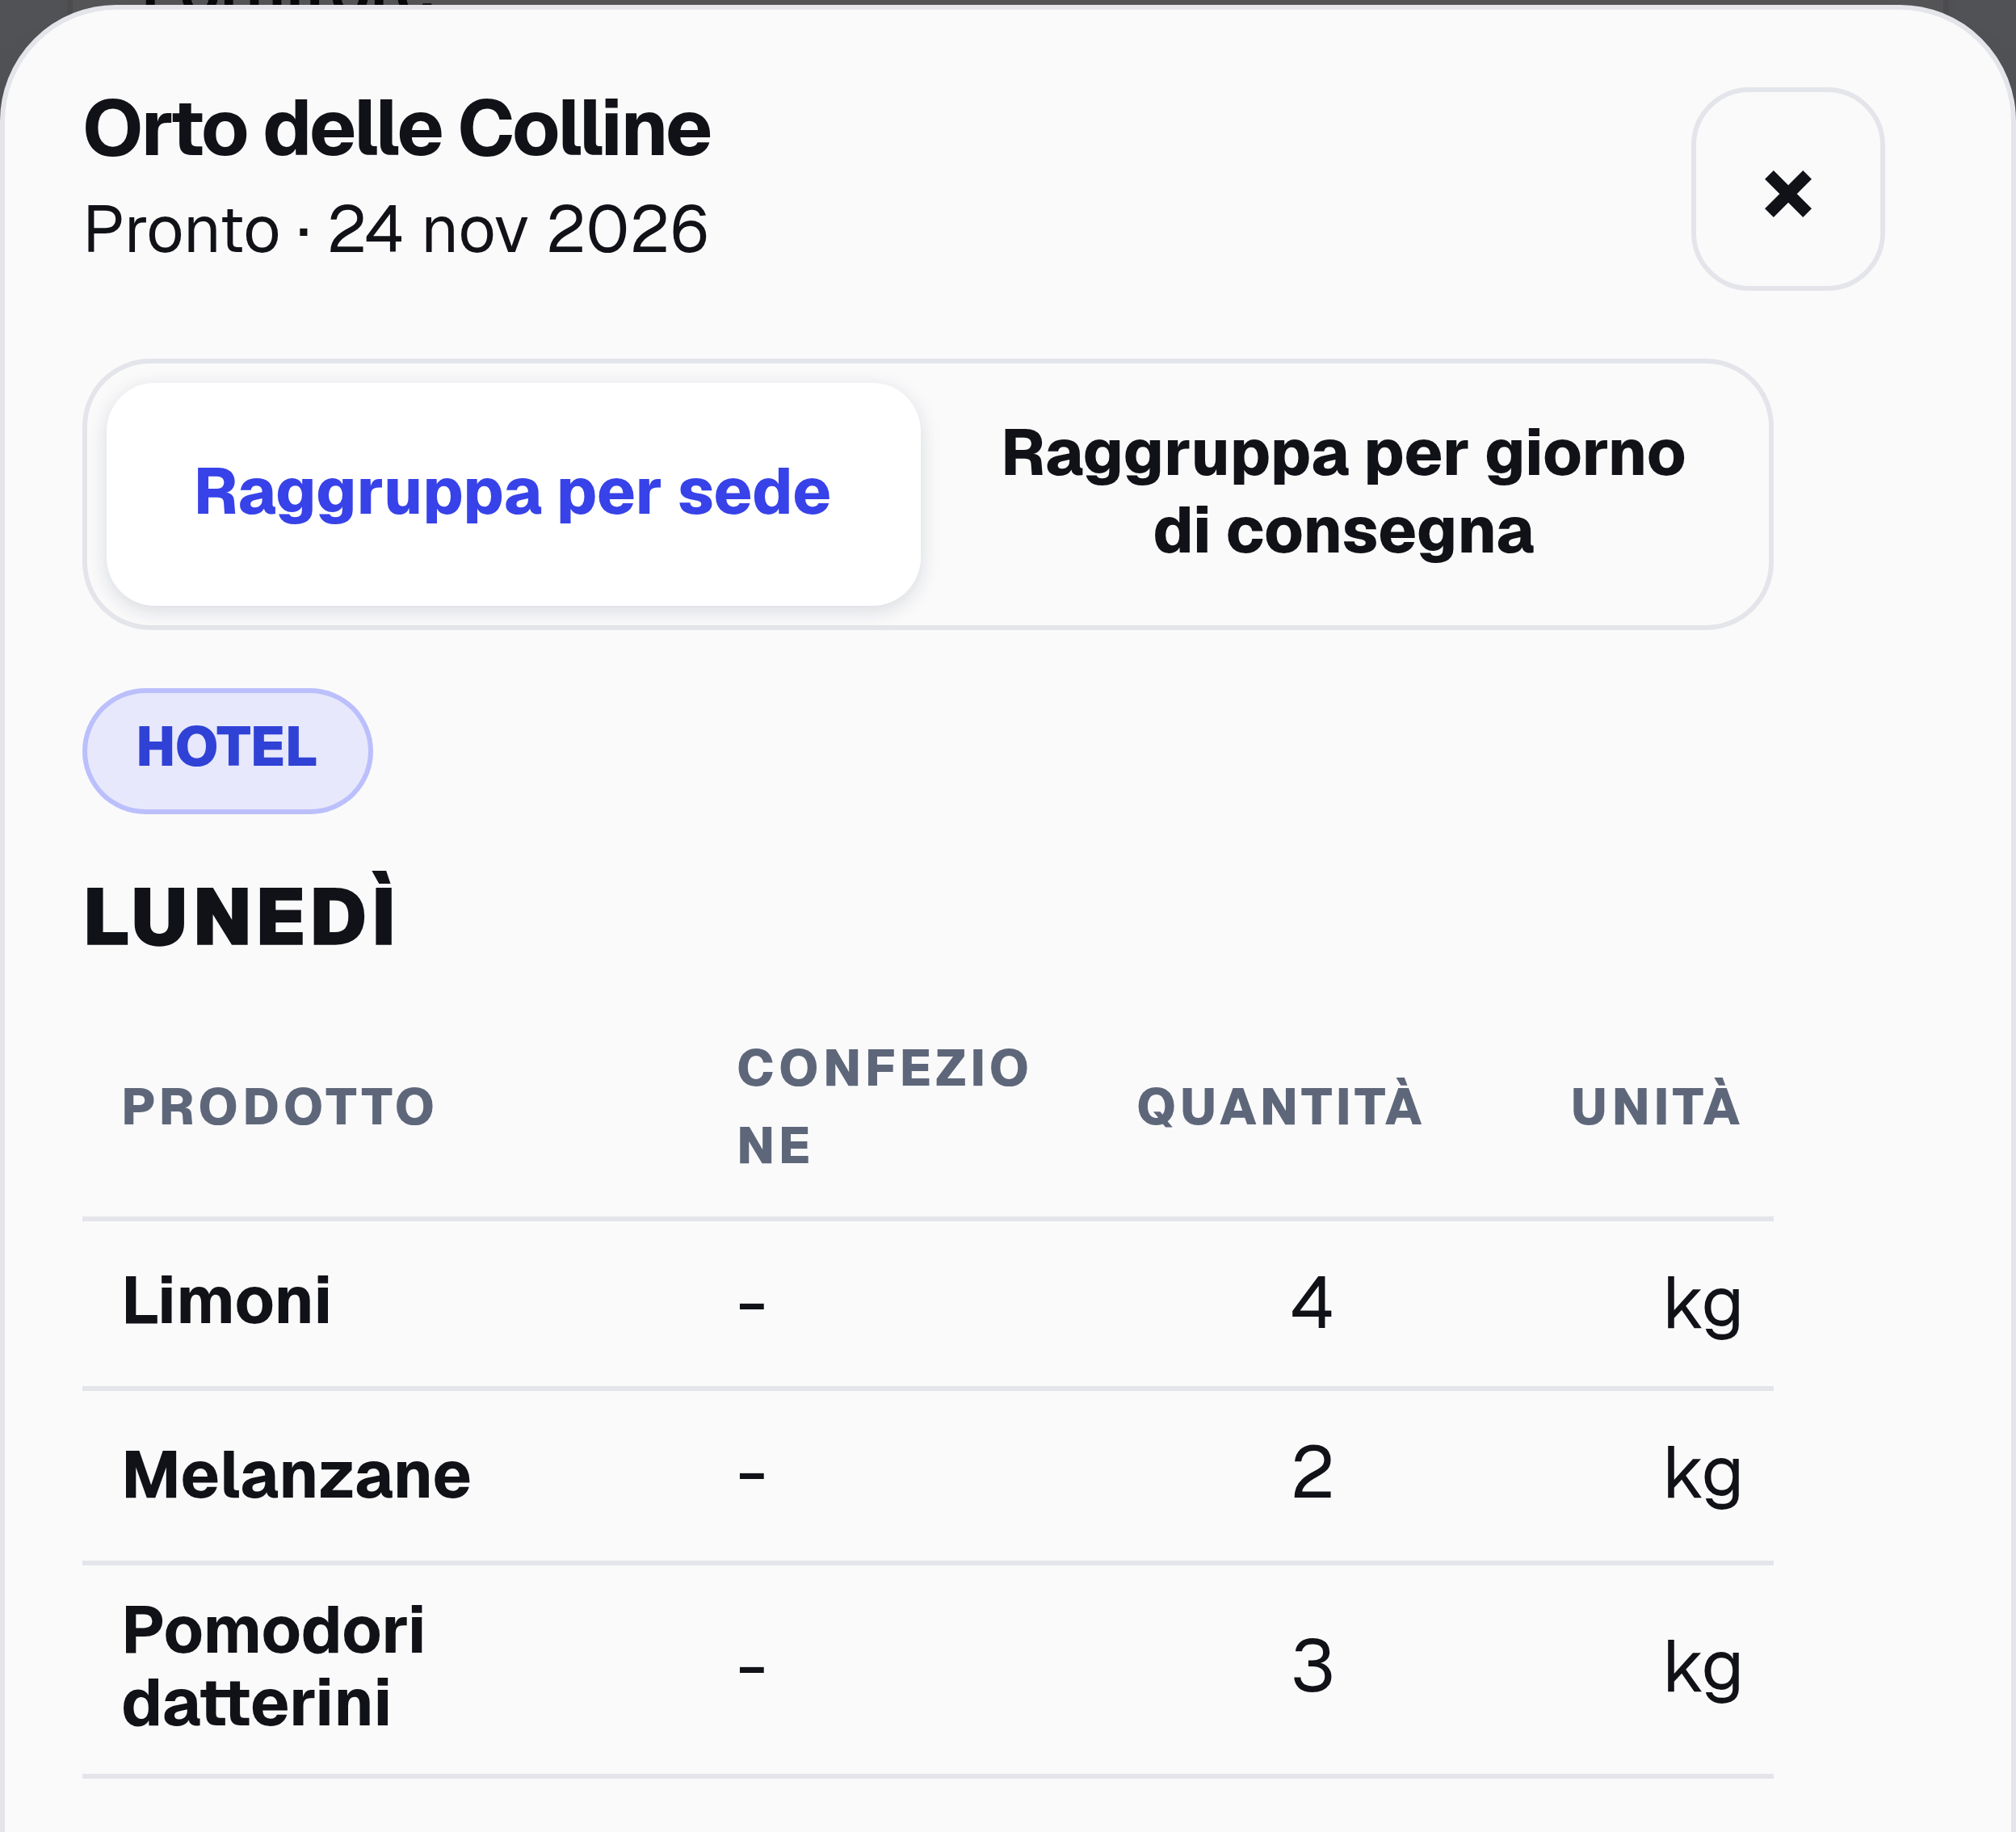 Orto delle Colline
Pronto · 24 nov 2026
×
Raggruppa per sede
Raggruppa per giorno
di consegna
HOTEL
LUNEDÌ
PRODOTTO CONFEZIO
NE QUANTITÀ UNITÀ
Limoni - 4 kg
Melanzane - 2 kg
Pomodori
datterini - 3 kg